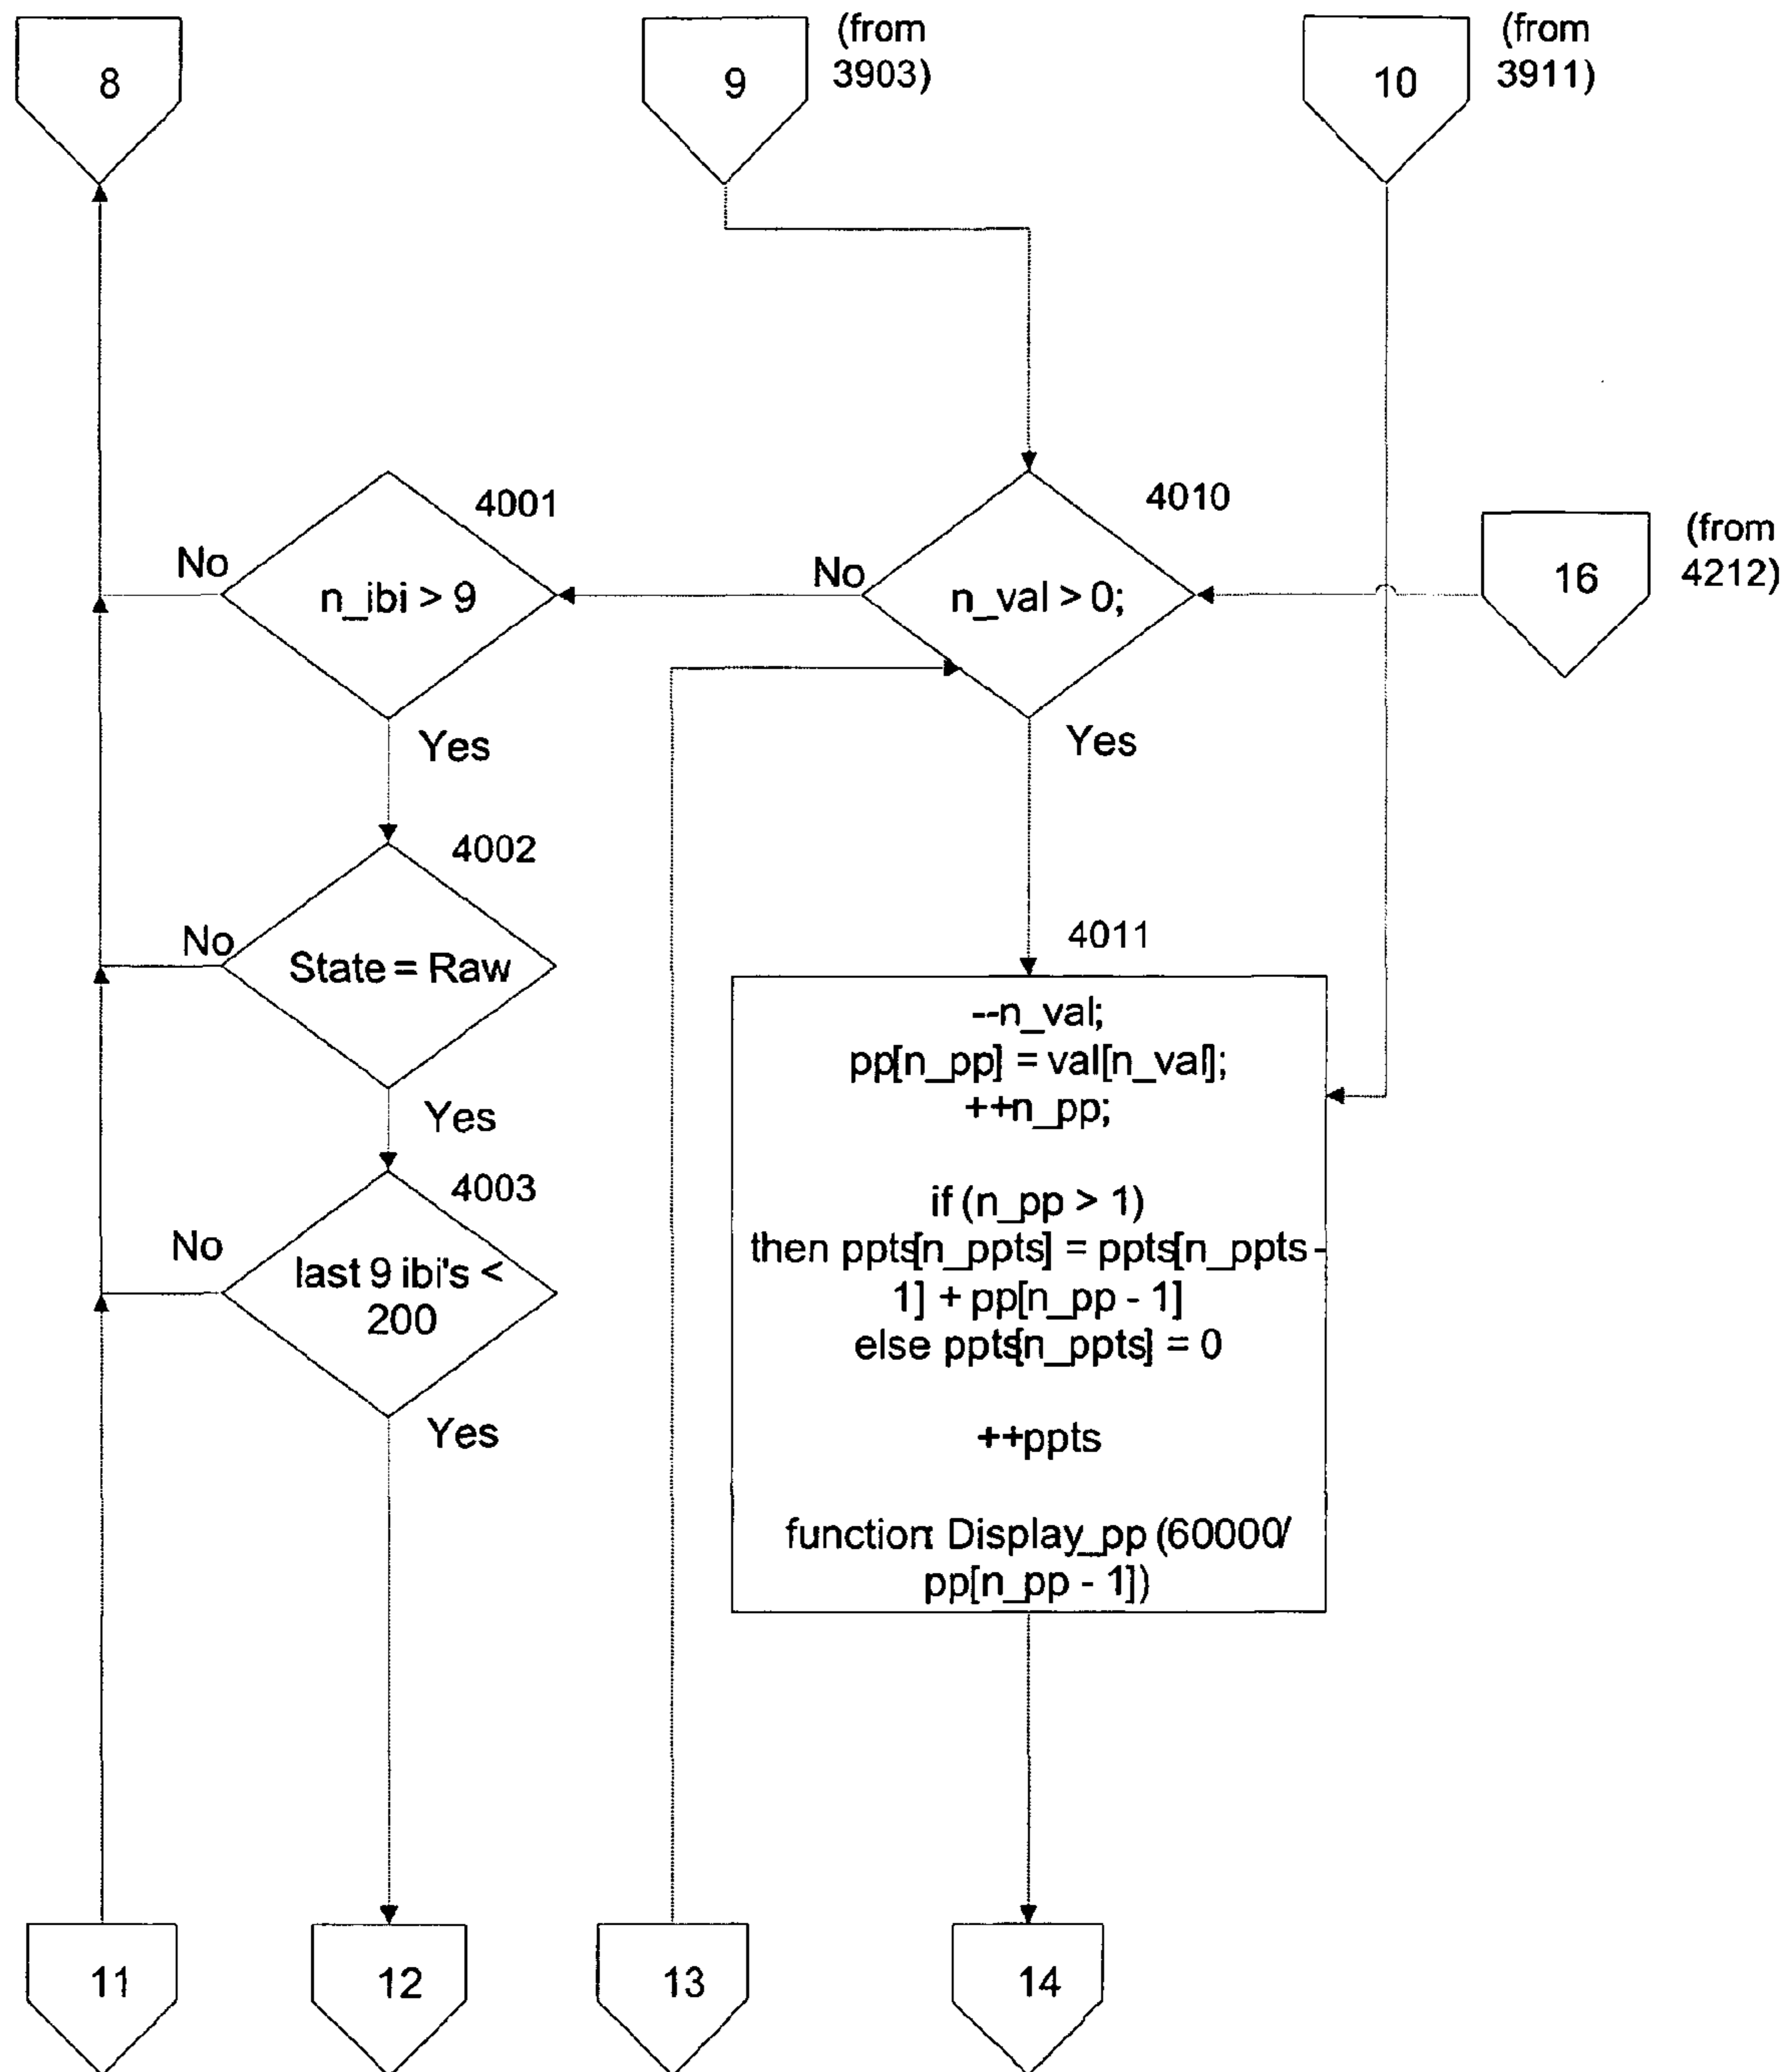 8
9
(from
3903)
10
(from
3911)
4001
No
n_ibi > 9
4010
No
n_val > 0;
16
(from
4212)
Yes
Yes
4002
No
State = Raw
4011
--n_val;
pp[n_pp] = val[n_val];
++n_pp;
if (n_pp > 1)
then ppts[n_ppts] = ppts[n_ppts -
1] + pp[n_pp - 1]
else ppts[n_ppts] = 0
++ppts
function: Display_pp (60000/
pp[n_pp - 1])
Yes
4003
No
last 9 ibi's <
200
Yes
11
12
13
14